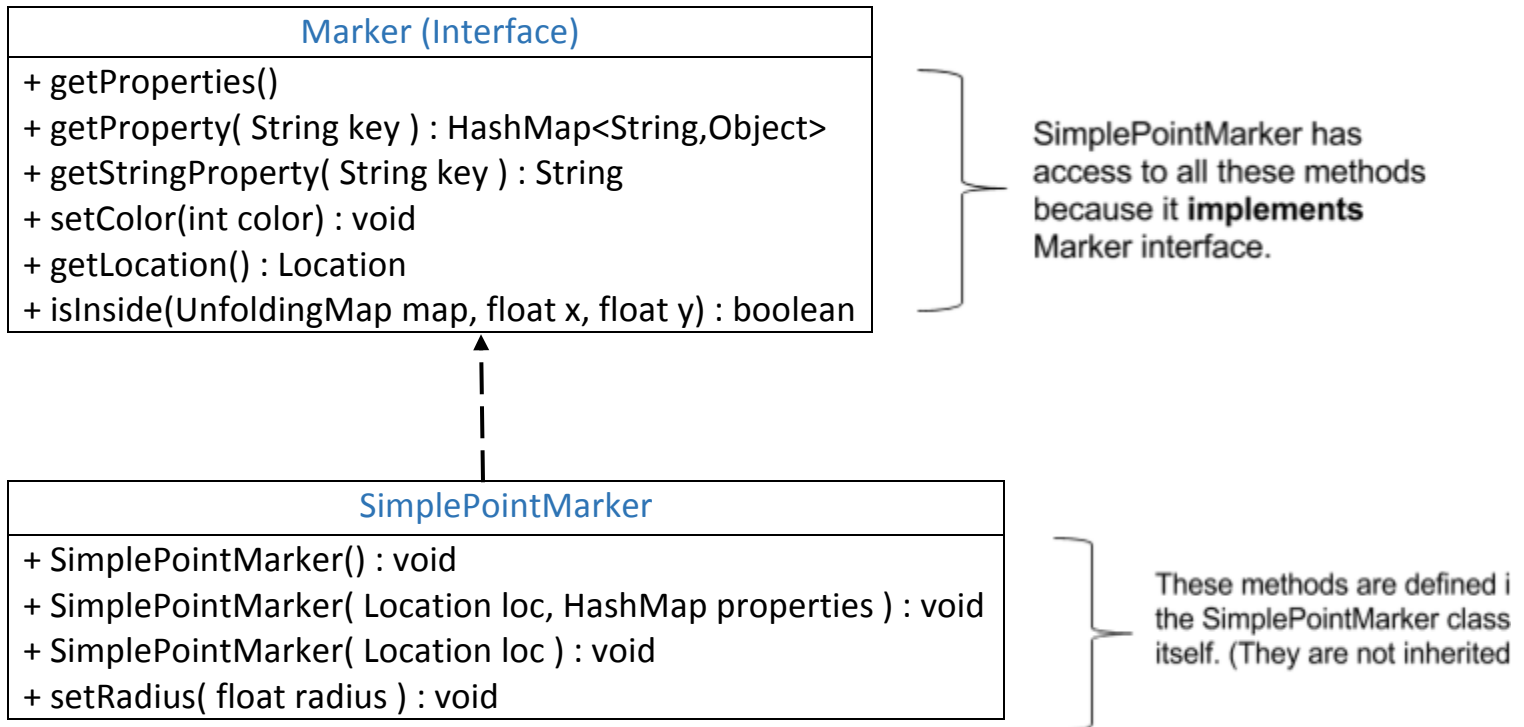 Marker (Interface)
+ getProperties()
+ getProperty( String key ) : HashMap<String,Object>
+ getStringProperty( String key ) : String
+ setColor(int color) : void
+ getLocation() : Location
+ isInside(UnfoldingMap map, float x, float y) : boolean
SimplePointMarker has
access to all these methods
because it implements
Marker interface.
SimplePointMarker
+ SimplePointMarker() : void
+ SimplePointMarker( Location loc, HashMap properties ) : void
+ SimplePointMarker( Location loc ) : void
+ setRadius( float radius ) : void
These methods are defined i
the SimplePointMarker class
itself. (They are not inherited